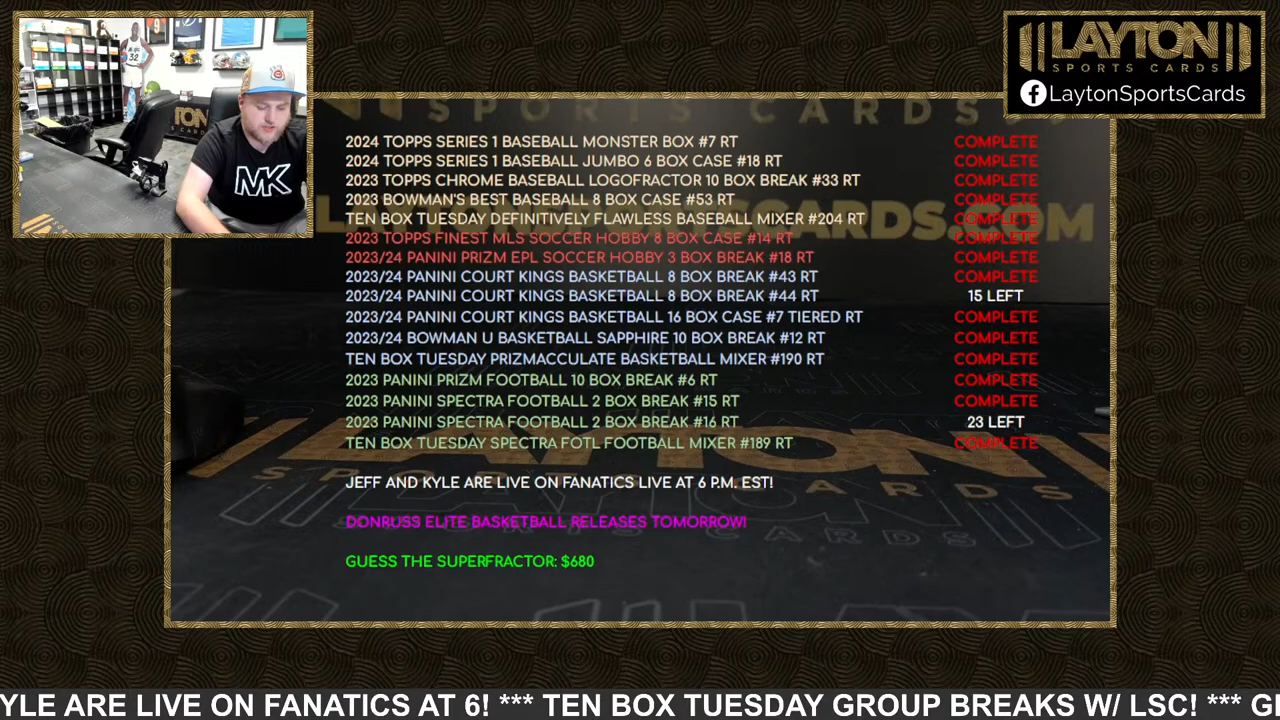 LAYTON
SPORTS CARDS
LaytonSportsCards
MK
32
SPORTS CARDS
2024 TOPPS SERIES 1 BASEBALL MONSTER BOX #7 RT COMPLETE
2024 TOPPS SERIES 1 BASEBALL JUMBO 6 BOX CASE #18 RT COMPLETE
2023 TOPPS CHROME BASEBALL LOGOFRACTOR 10 BOX BREAK #33 RT COMPLETE
2023 BOWMAN'S BEST BASEBALL 8 BOX CASE #53 RT COMPLETE
TEN BOX TUESDAY DEFINITIVELY FLAWLESS BASEBALL MIXER #204 RT COMPLETE
2023 TOPPS FINEST MLS SOCCER HOBBY 8 BOX CASE #14 RT COMPLETE
2023/24 PANINI PRIZM EPL SOCCER HOBBY 3 BOX BREAK #18 RT COMPLETE
2023/24 PANINI COURT KINGS BASKETBALL 8 BOX BREAK #43 RT COMPLETE
2023/24 PANINI COURT KINGS BASKETBALL 8 BOX BREAK #44 RT 15 LEFT
2023/24 PANINI COURT KINGS BASKETBALL 16 BOX CASE #7 TIERED RT COMPLETE
2023/24 BOWMAN U BASKETBALL SAPPHIRE 10 BOX BREAK #12 RT COMPLETE
TEN BOX TUESDAY PRIZMACCULATE BASKETBALL MIXER #190 RT COMPLETE
2023 PANINI PRIZM FOOTBALL 10 BOX BREAK #6 RT COMPLETE
2023 PANINI SPECTRA FOOTBALL 2 BOX BREAK #15 RT COMPLETE
2023 PANINI SPECTRA FOOTBALL 2 BOX BREAK #16 RT 23 LEFT
TEN BOX TUESDAY SPECTRA FOTL FOOTBALL MIXER #189 RT COMPLETE
JEFF AND KYLE ARE LIVE ON FANATICS LIVE AT 6 P.M. EST!
DONRUSS ELITE BASKETBALL RELEASES TOMORROW!
GUESS THE SUPERFRACTOR: $680
YLE ARE LIVE ON FANATICS AT 6! *** TEN BOX TUESDAY GROUP BREAKS W/ LSC! *** G